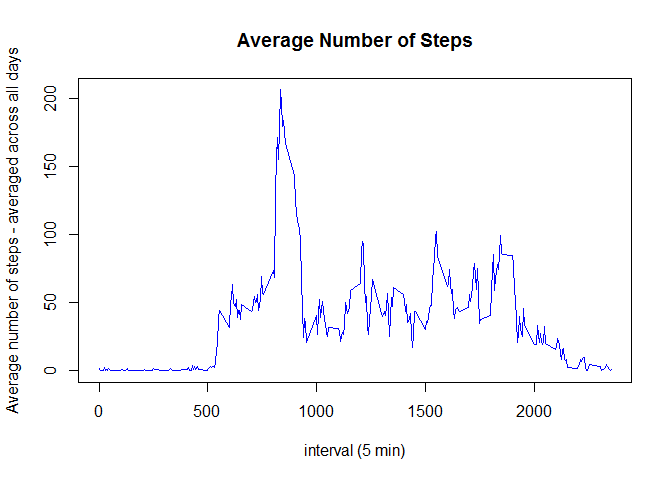 Average Number of Steps
Average number of steps - averaged across all days
200
150
100
50
0
0 500 1000 1500 2000
interval (5 min)